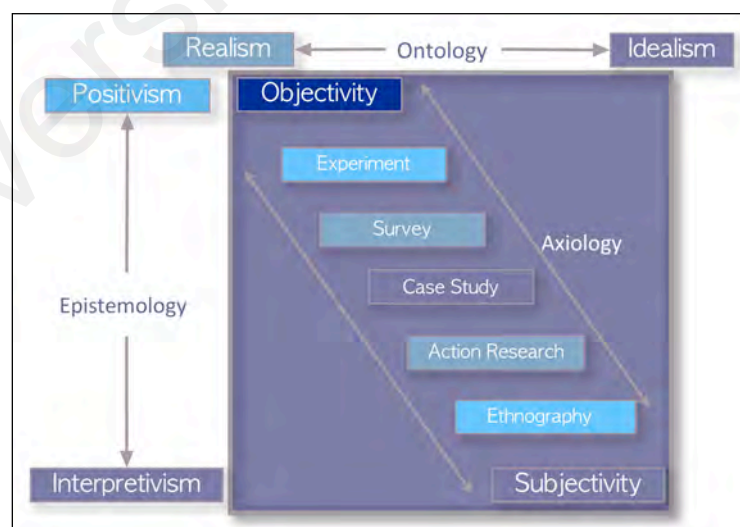 Realism
Ontology
Idealism
Positivism
Objectivity
Experiment
Survey
Axiology
Case Study
Epistemology
Action Research
Ethnography
Interpretivism
Subjectivity